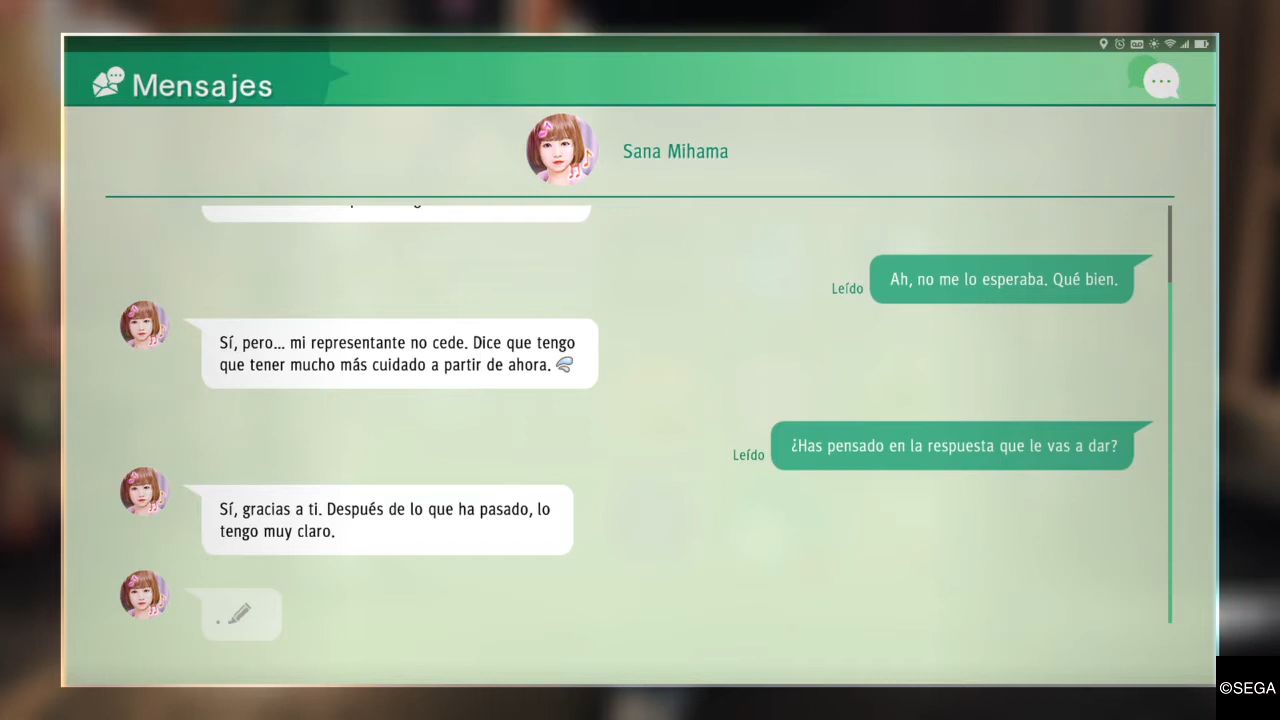 Mensajes
Sana Mihama
Ah, no me lo esperaba. Qué bien.
Leído
Sí, pero... mi representante no cede. Dice que tengo
que tener mucho más cuidado a partir de ahora.
¿Has pensado en la respuesta que le vas a dar?
Leído
Sí, gracias a ti. Después de lo que ha pasado, lo
tengo muy claro.
©SEGA